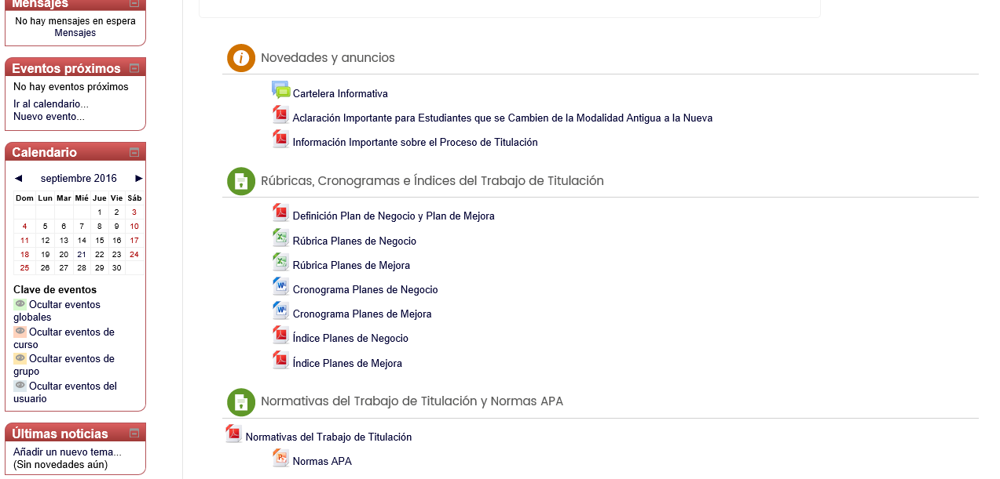 Mensajes
No hay mensajes en espera
Mensajes
Eventos próximos
No hay eventos próximos
Ir al calendario...
Nuevo evento...
Calendario
◄ septiembre 2016 ►
Dom Lun Mar Mié Jue Vie Sáb
1 2 3
4 5 6 7 8 9 10
11 12 13 14 15 16 17
18 19 20 21 22 23 24
25 26 27 28 29 30
Clave de eventos
Ocultar eventos
globales
Ocultar eventos de
curso
Ocultar eventos de
grupo
Ocultar eventos del
usuario
Últimas noticias
Añadir un nuevo tema...
(Sin novedades aún)
Novedades y anuncios
Cartelera Informativa
Aclaración Importante para Estudiantes que se Cambien de la Modalidad Antigua a la Nueva
Información Importante sobre el Proceso de Titulación
Rúbricas, Cronogramas e Índices del Trabajo de Titulación
Definición Plan de Negocio y Plan de Mejora
Rúbrica Planes de Negocio
Rúbrica Planes de Mejora
Cronograma Planes de Negocio
Cronograma Planes de Mejora
Índice Planes de Negocio
Índice Planes de Mejora
Normativas del Trabajo de Titulación y Normas APA
Normativas del Trabajo de Titulación
Normas APA